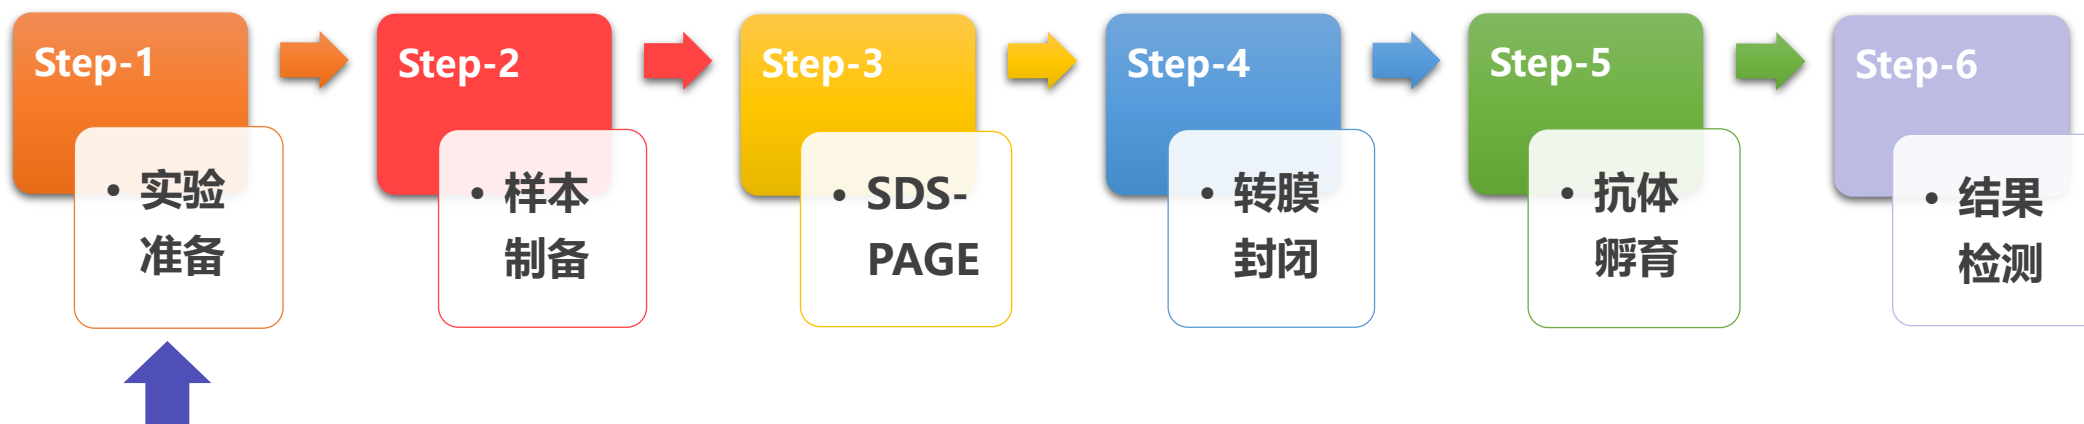 Step-1
• 实验
准备
Step-2
• 样本
制备
Step-3
• SDS-
PAGE
Step-4
• 转膜
封闭
Step-5
• 抗体
孵育
Step-6
• 结果
检测